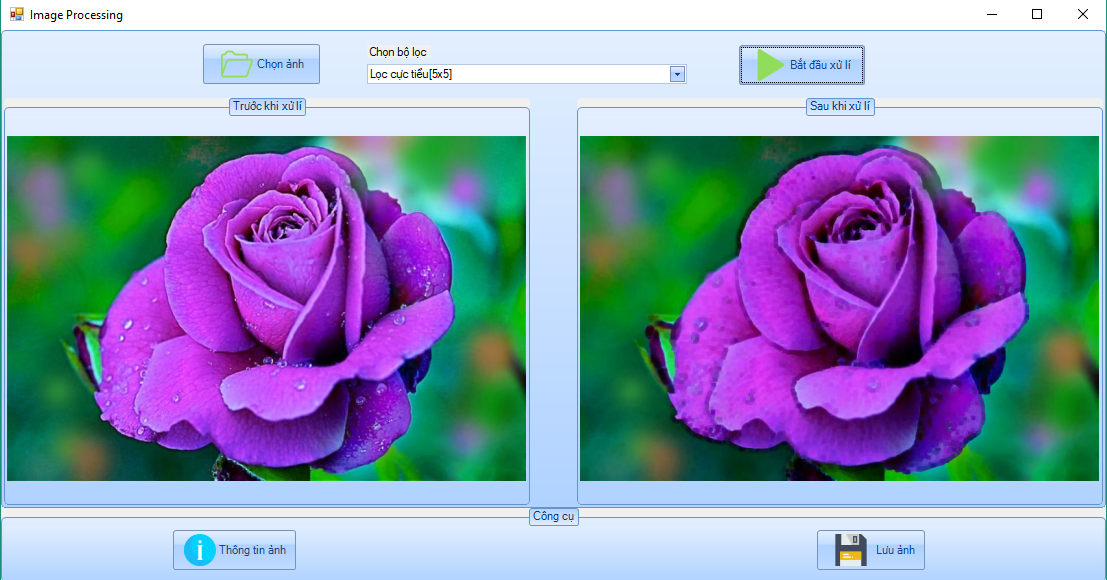 Image Processing
Chọn ảnh
Chọn bộ lọc
Lọc cực tiểu[5x5]
Bắt đầu xử lí
Trước khi xử lí
Sau khi xử lí
Công cụ
Thông tin ảnh
Lưu ảnh